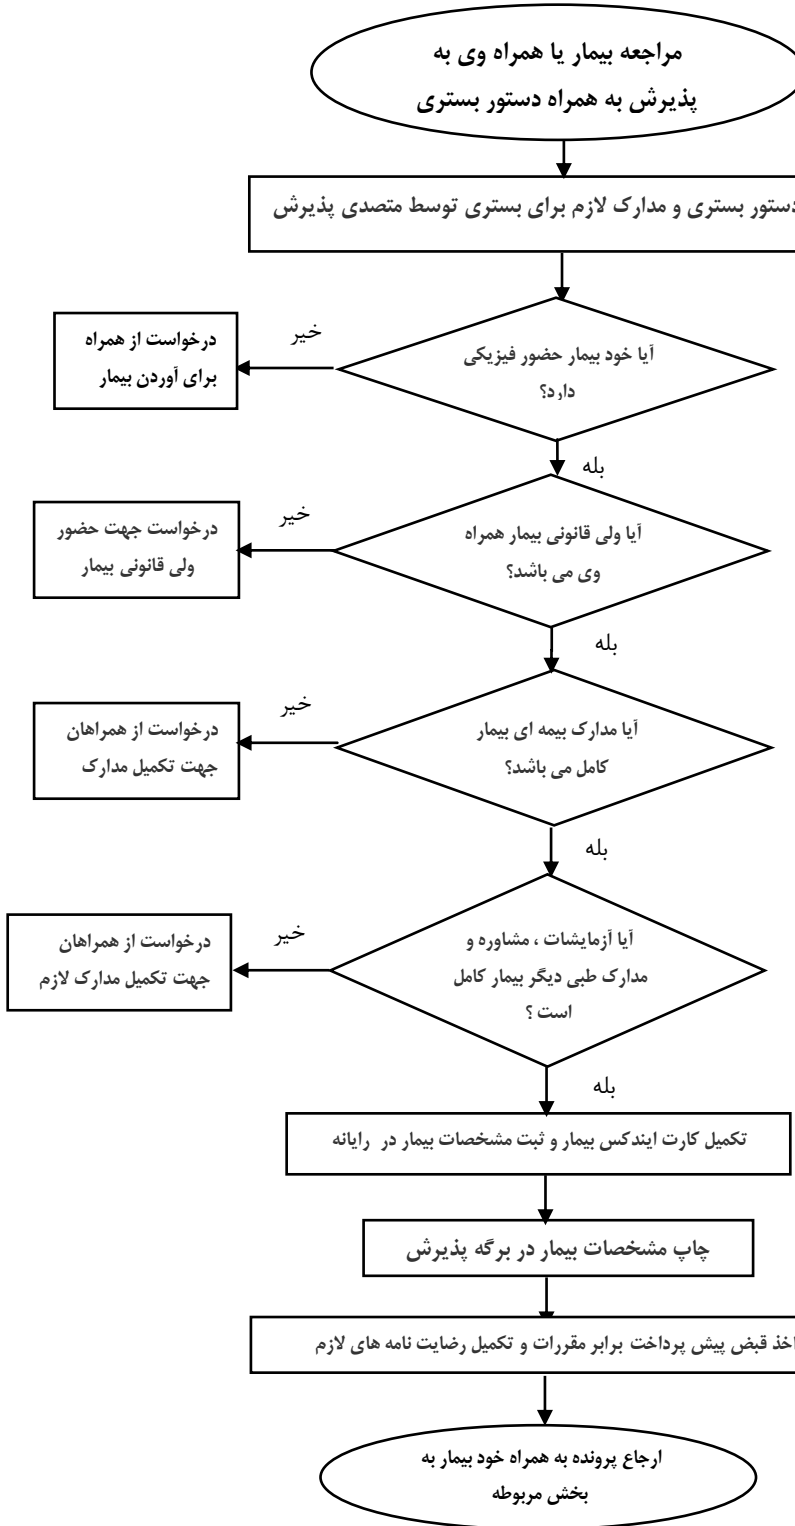 مراجعه بیمار یا همراه وی به
پذیرش به همراه دستور بستری
دستور بستری و مدارک لازم برای بستری توسط متصدی پذیرش
آیا خود بیمار حضور فیزیکی
دارد؟
خیر
درخواست از همراه
برای آوردن بیمار
بله
آیا ولی قانونی بیمار همراه
وی می باشد؟
خیر
درخواست جهت حضور
ولی قانونی بیمار
بله
آیا مدارک بیمه ای بیمار
کامل می باشد؟
خیر
درخواست از همراهان
جهت تکمیل مدارک
بله
آیا آزمایشات ، مشاوره و
مدارک طبی دیگر بیمار کامل
است ؟
خیر
درخواست از همراهان
جهت تکمیل مدارک لازم
بله
تکمیل کارت ایندکس بیمار و ثبت مشخصات بیمار در رایانه
چاپ مشخصات بیمار در برگه پذیرش
اخذ قبض پیش پرداخت برابر مقررات و تکمیل رضایت نامه های لازم
ارجاع پرونده به همراه خود بیمار به
بخش مربوطه